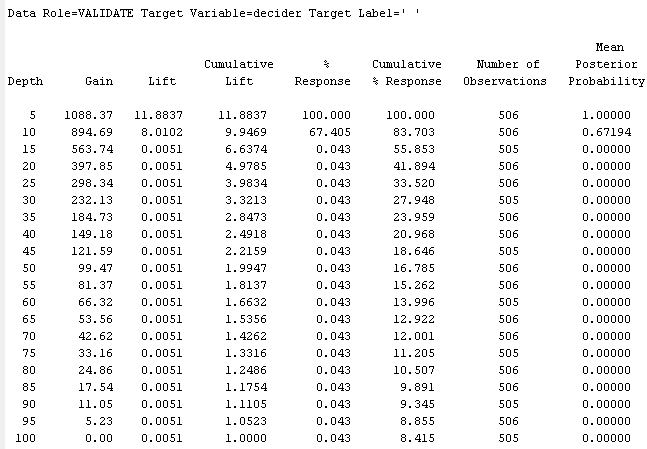 Data Role=VALIDATE Target Variable=decider Target Label=' '
Mean
Cumulative % Cumulative Number of Posterior
Depth Gain Lift Lift Response % Response Observations Probability
5 1088.37 11.8837 11.8837 100.000 100.000 506 1.00000
10 894.69 8.0102 9.9469 67.405 83.703 506 0.67194
15 563.74 0.0051 6.6374 0.043 55.853 505 0.00000
20 397.85 0.0051 4.9785 0.043 41.894 506 0.00000
25 298.34 0.0051 3.9834 0.043 33.520 506 0.00000
30 232.13 0.0051 3.3213 0.043 27.948 505 0.00000
35 184.73 0.0051 2.8473 0.043 23.959 506 0.00000
40 149.18 0.0051 2.4918 0.043 20.968 506 0.00000
45 121.59 0.0051 2.2159 0.043 18.646 505 0.00000
50 99.47 0.0051 1.9947 0.043 16.785 506 0.00000
55 81.37 0.0051 1.8137 0.043 15.262 506 0.00000
60 66.32 0.0051 1.6632 0.043 13.996 505 0.00000
65 53.56 0.0051 1.5356 0.043 12.922 506 0.00000
70 42.62 0.0051 1.4262 0.043 12.001 506 0.00000
75 33.16 0.0051 1.3316 0.043 11.205 505 0.00000
80 24.86 0.0051 1.2486 0.043 10.507 506 0.00000
85 17.54 0.0051 1.1754 0.043 9.891 506 0.00000
90 11.05 0.0051 1.1105 0.043 9.345 505 0.00000
95 5.23 0.0051 1.0523 0.043 8.855 506 0.00000
100 0.00 0.0051 1.0000 0.043 8.415 505 0.00000